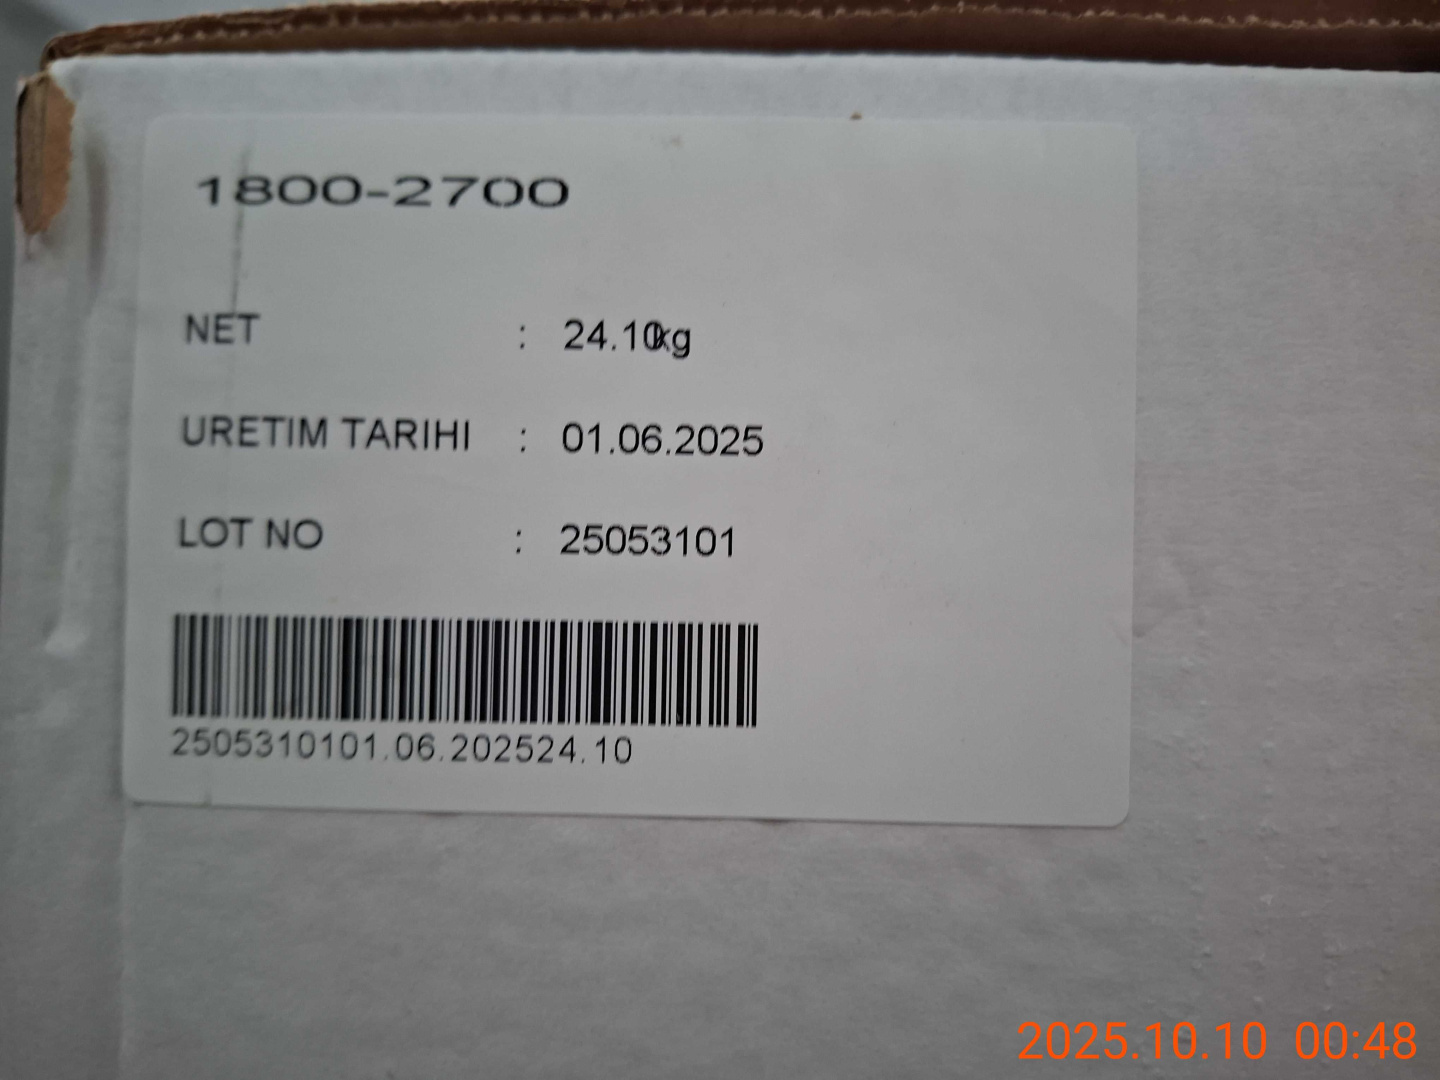 1800-2700
NET : 24.10kg
URETIM TARIHI : 01.06.2025
LOT NO : 25053101
2505310101.06.202524.10
2025.10.10 00:48